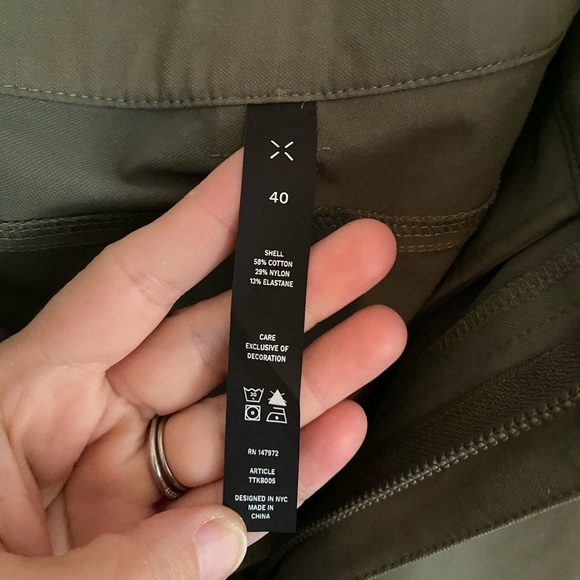 40
SHELL
58% COTTON
29% NYLON
13% ELASTANE
CARE
EXCLUSIVE OF
DECORATION
30
RN 147972
ARTICLE
TTKB005
DESIGNED IN NYC
MADE IN
CHINA